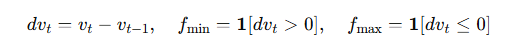 dv_t = v_t − v_{t−1},   f_min = 1[dv_t > 0],   f_max = 1[dv_t ≤ 0]